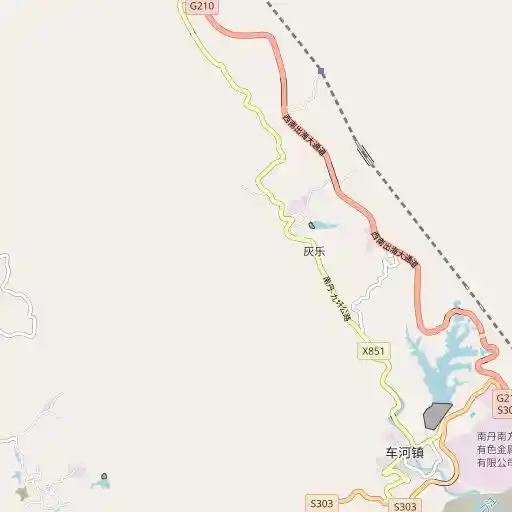 G210
西南出海大通道
西南出海大通道
灰乐
南丹-九圩公路
X851
G21
S30
南丹南方
有色金属
有限公司
车河镇
S303
S303